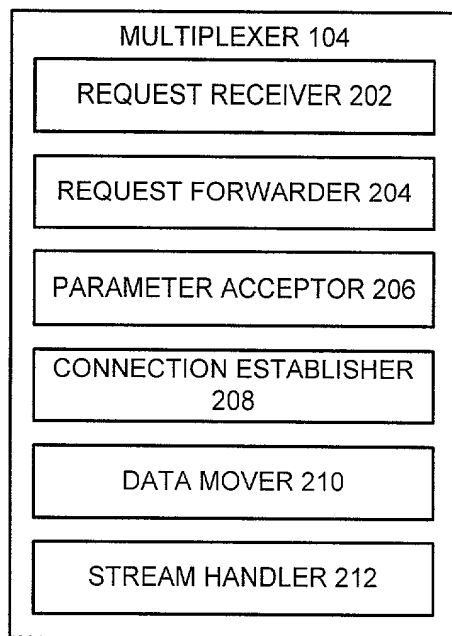 MULTIPLEXER 104
REQUEST RECEIVER 202
REQUEST FORWARDER 204
PARAMETER ACCEPTOR 206
CONNECTION ESTABLISHER
208
DATA MOVER 210
STREAM HANDLER 212